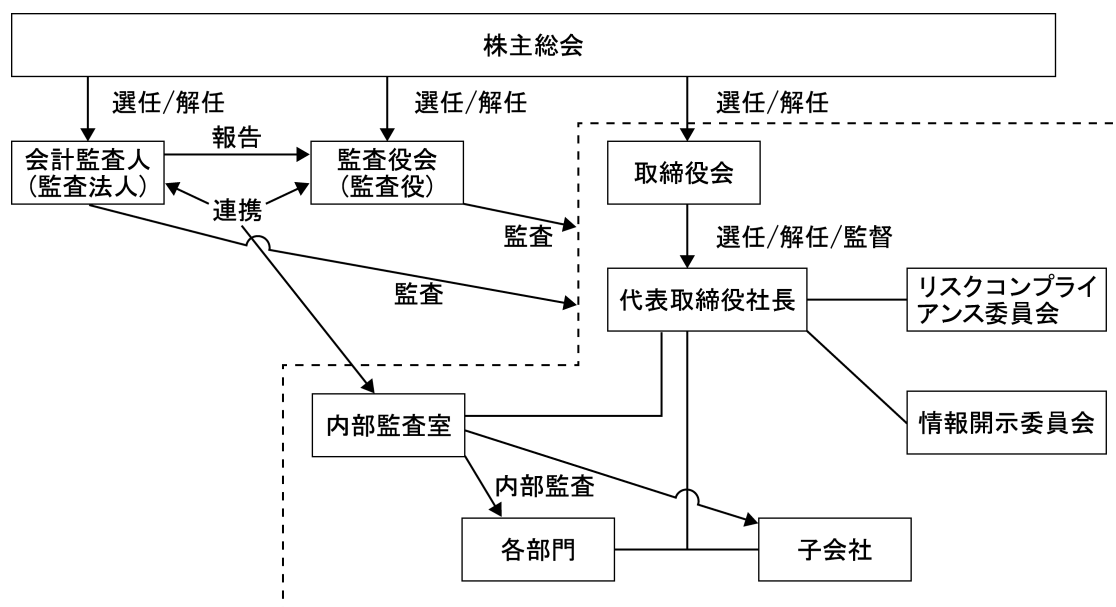 株主総会
選任/解任
選任/解任
選任/解任
会計監査人
(監査法人)
報告
監査役会
(監査役)
取締役会
連携
監査
選任/解任/監督
監査
代表取締役社長
リスクコンプライ
アンス委員会
内部監査室
情報開示委員会
内部監査
各部門
子会社